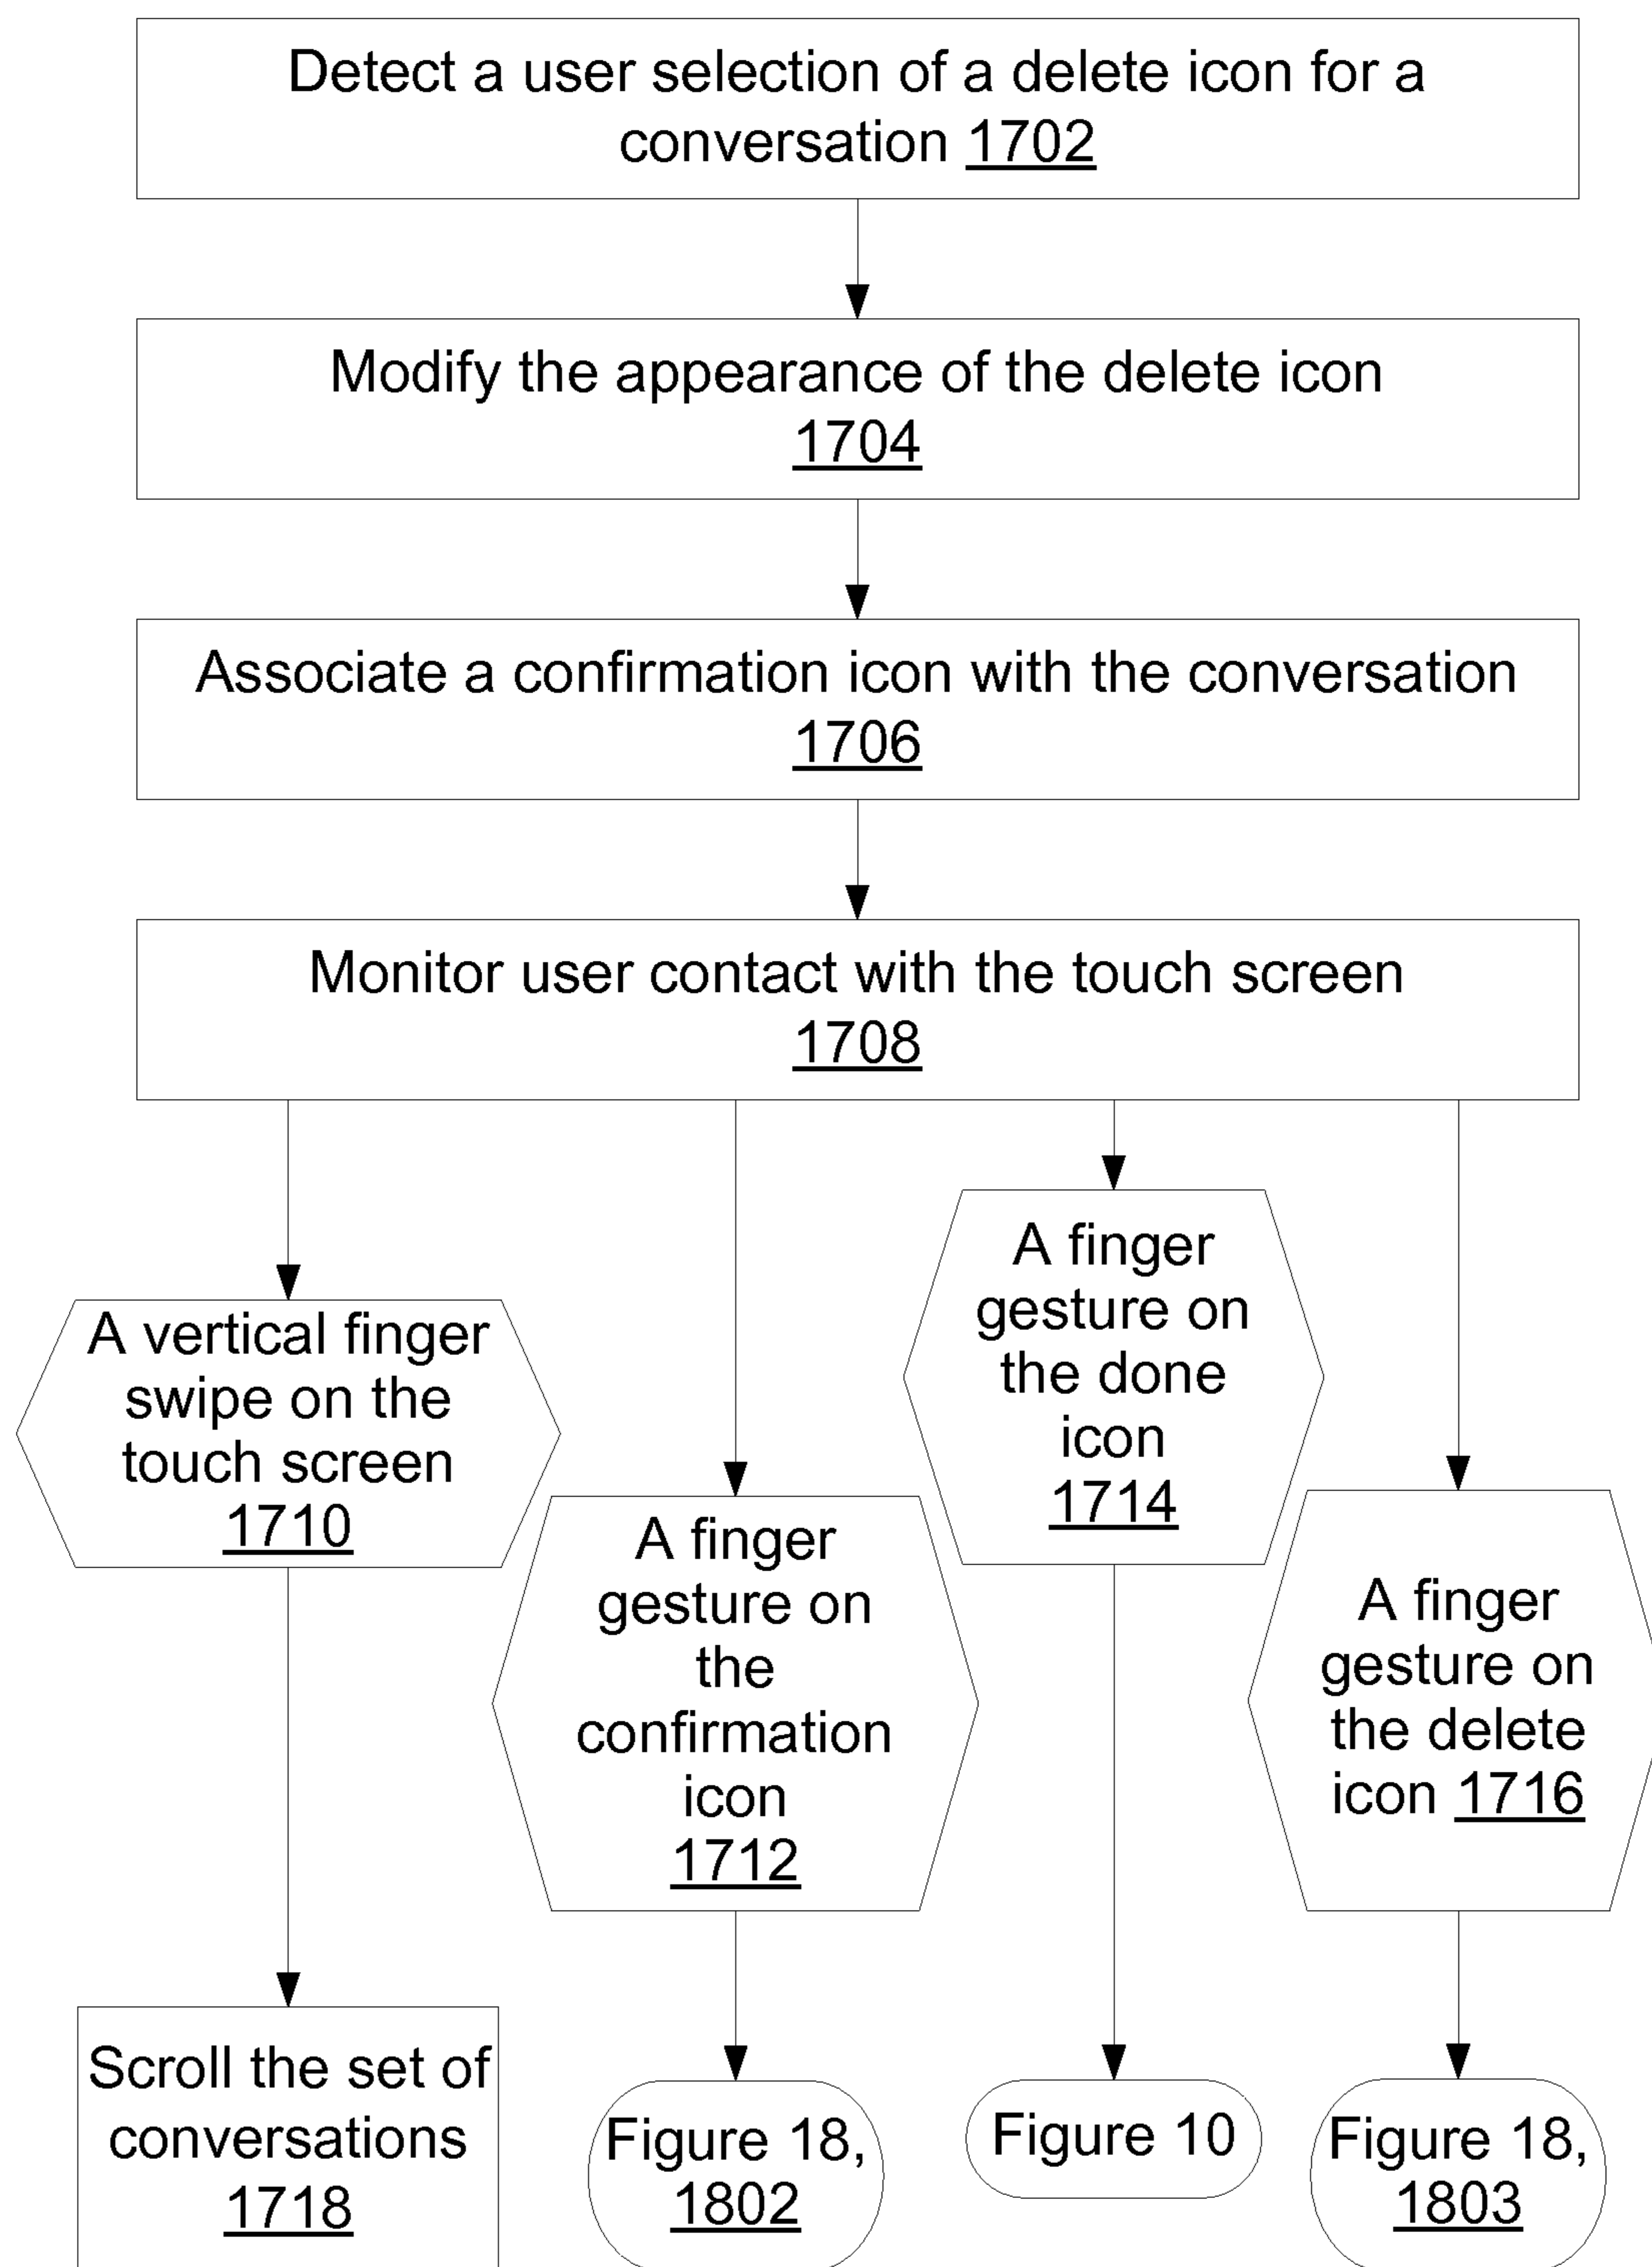 Detect a user selection of a delete icon for a
conversation 1702
Modify the appearance of the delete icon
1704
Associate a confirmation icon with the conversation
1706
Monitor user contact with the touch screen
1708
A vertical finger
swipe on the
touch screen
1710
A finger
gesture on
the
confirmation
icon
1712
A finger
gesture on
the done
icon
1714
A finger
gesture on
the delete
icon 1716
Scroll the set of
conversations
1718
Figure 18,
1802
Figure 10
Figure 18,
1803